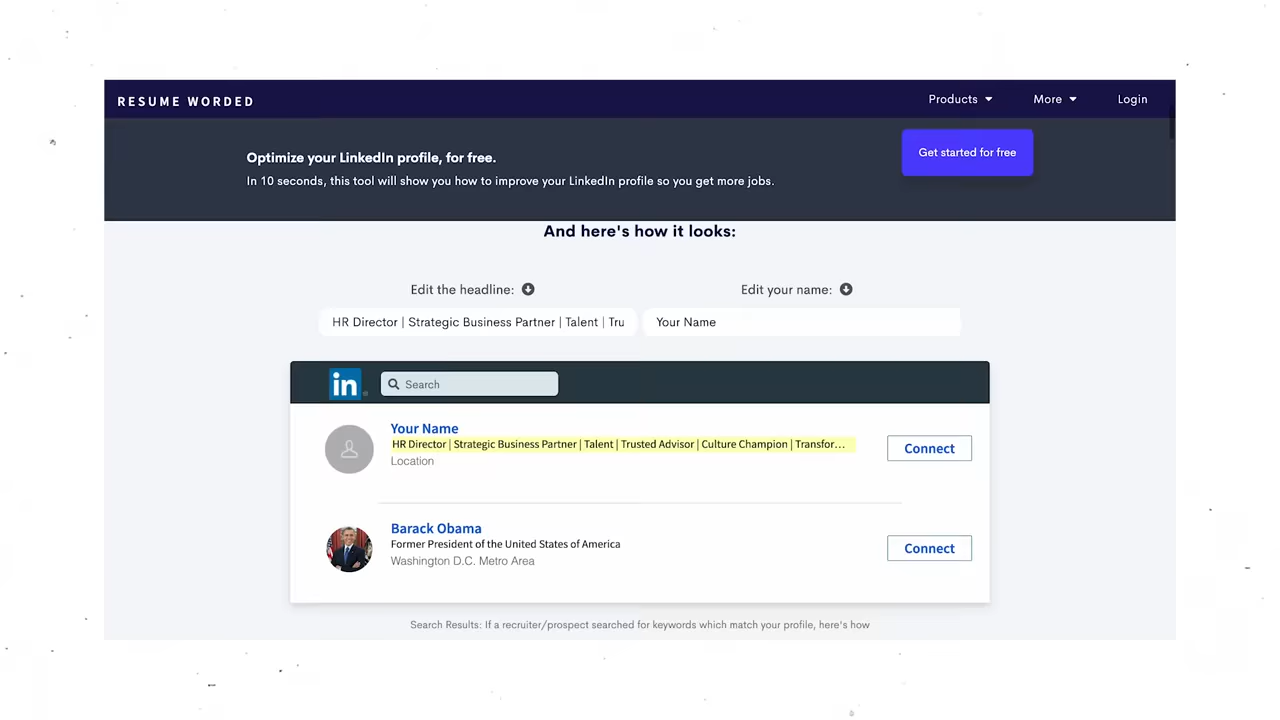 RESUME WORDED
Products
More
Login
Optimize your LinkedIn profile, for free.
In 10 seconds, this tool will show you how to improve your LinkedIn profile so you get more jobs.
Get started for free
And here's how it looks:
Edit the headline:
Edit your name:
HR Director | Strategic Business Partner | Talent | Tru
Your Name
in
Search
Your Name
HR Director | Strategic Business Partner | Talent | Trusted Advisor | Culture Champion | Transfor...
Location
Connect
Barack Obama
Former President of the United States of America
Washington D.C. Metro Area
Connect
Search Results: If a recruiter/prospect searched for keywords which match your profile, here's how